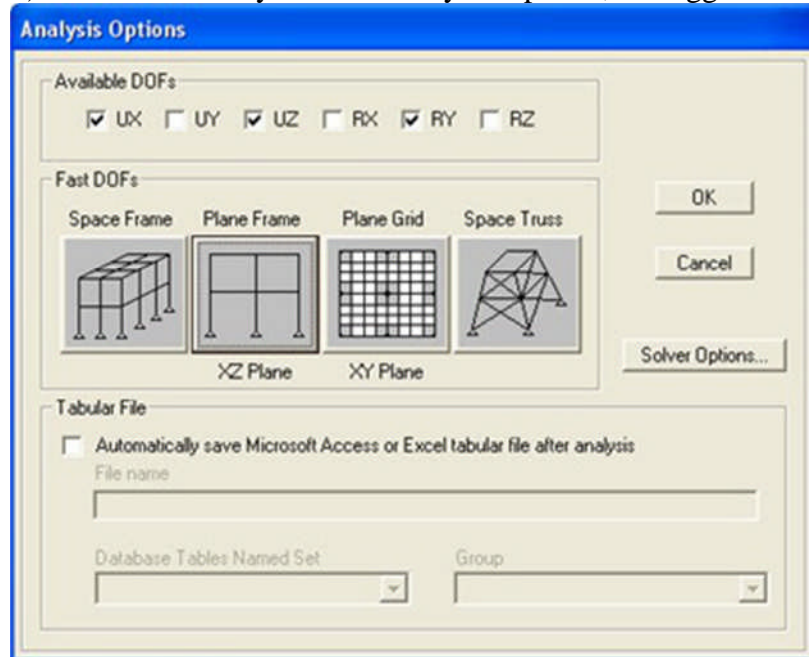 Analysis Options
Available DOFs
UX UY UZ RX RY RZ
Fast DOFs
Space Frame Plane Frame Plane Grid Space Truss
XZ Plane XY Plane
OK
Cancel
Solver Options...
Tabular File
Automatically save Microsoft Access or Excel tabular file after analysis
File name
Database Tables Named Set Group